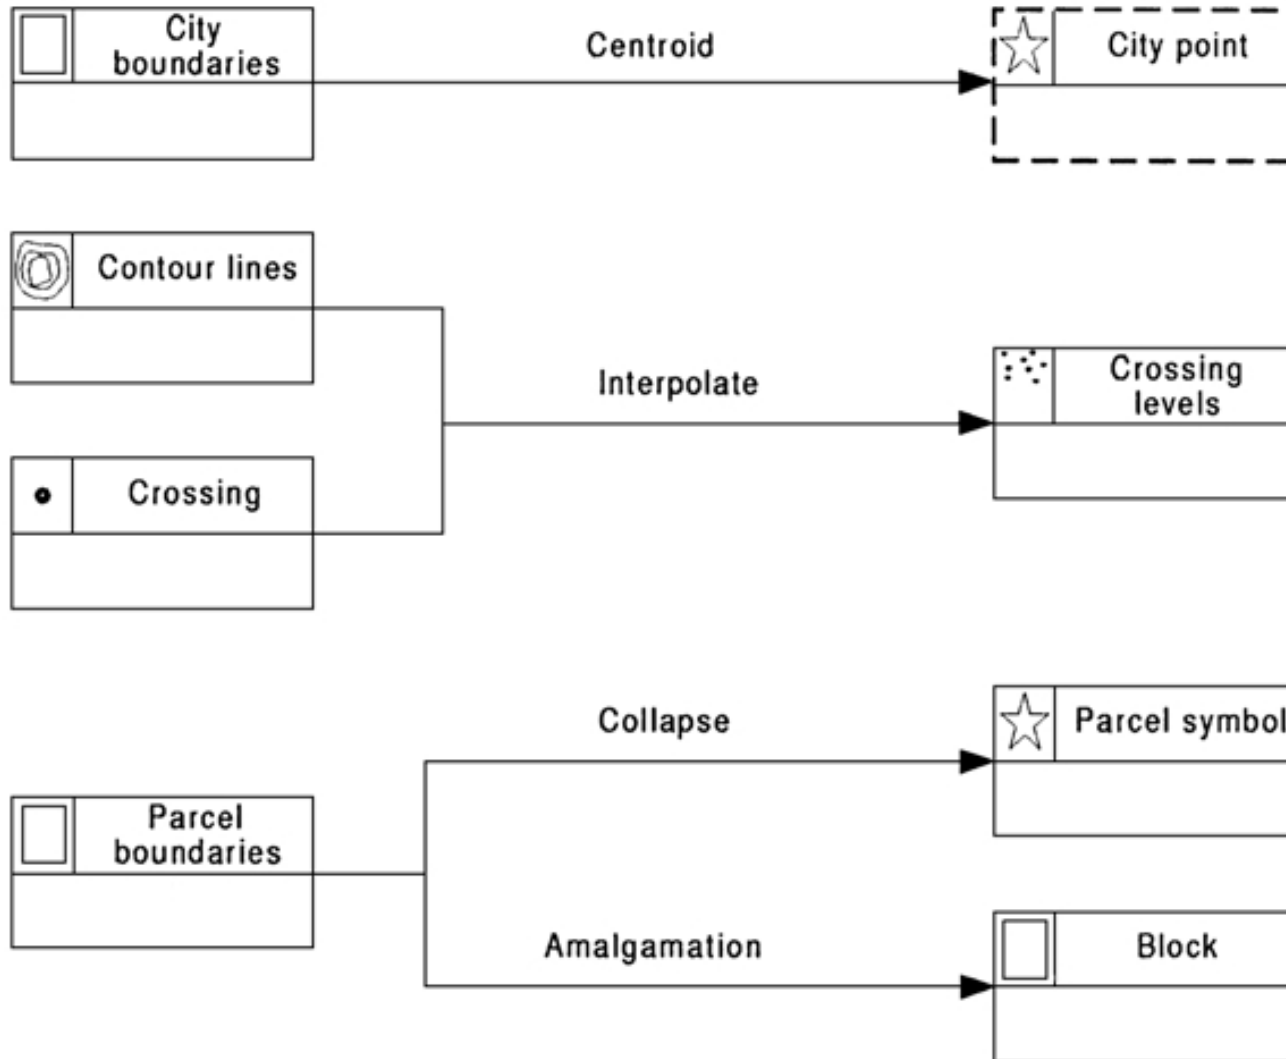 City
boundaries
Centroid
City point
Contour lines
Interpolate
Crossing
levels
Crossing
Collapse
Parcel symbol
Parcel
boundaries
Amalgamation
Block